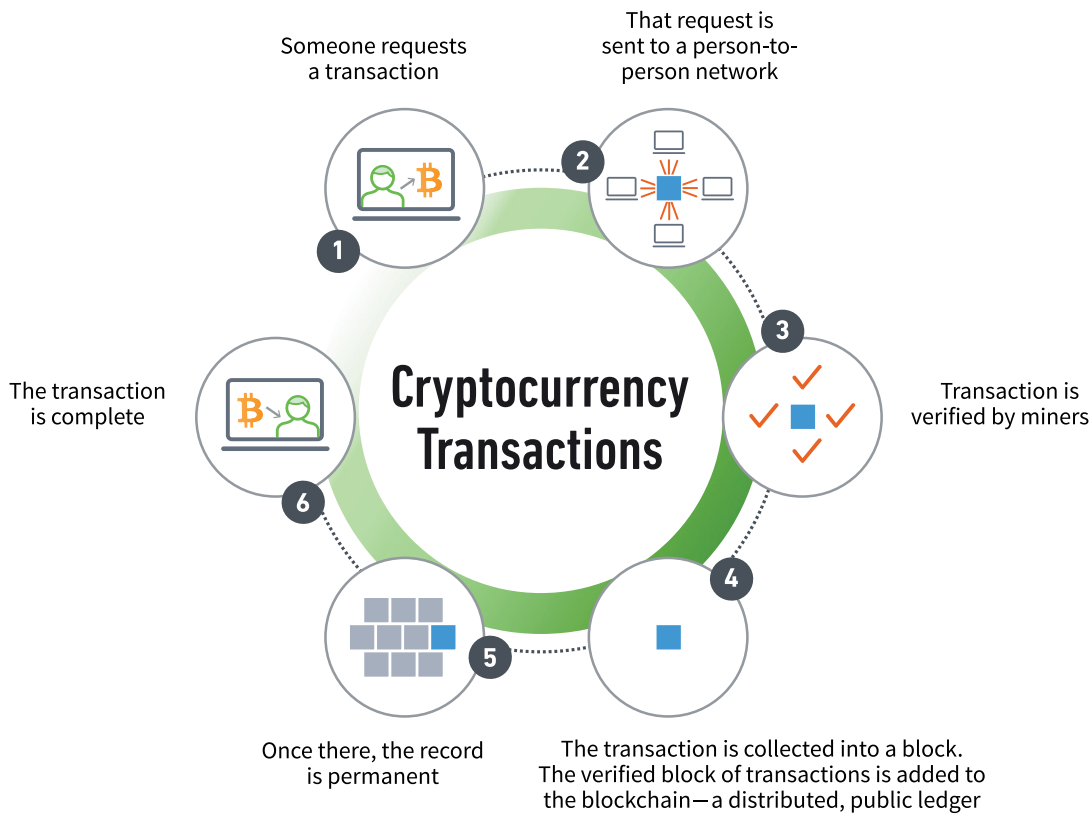 Someone requests
a transaction
1
That request is
sent to a person-to-
person network
2
3
Transaction is
verified by miners
4
The transaction is collected into a block.
The verified block of transactions is added to
the blockchain—a distributed, public ledger
5
Once there, the record
is permanent
6
The transaction
is complete
Cryptocurrency
Transactions